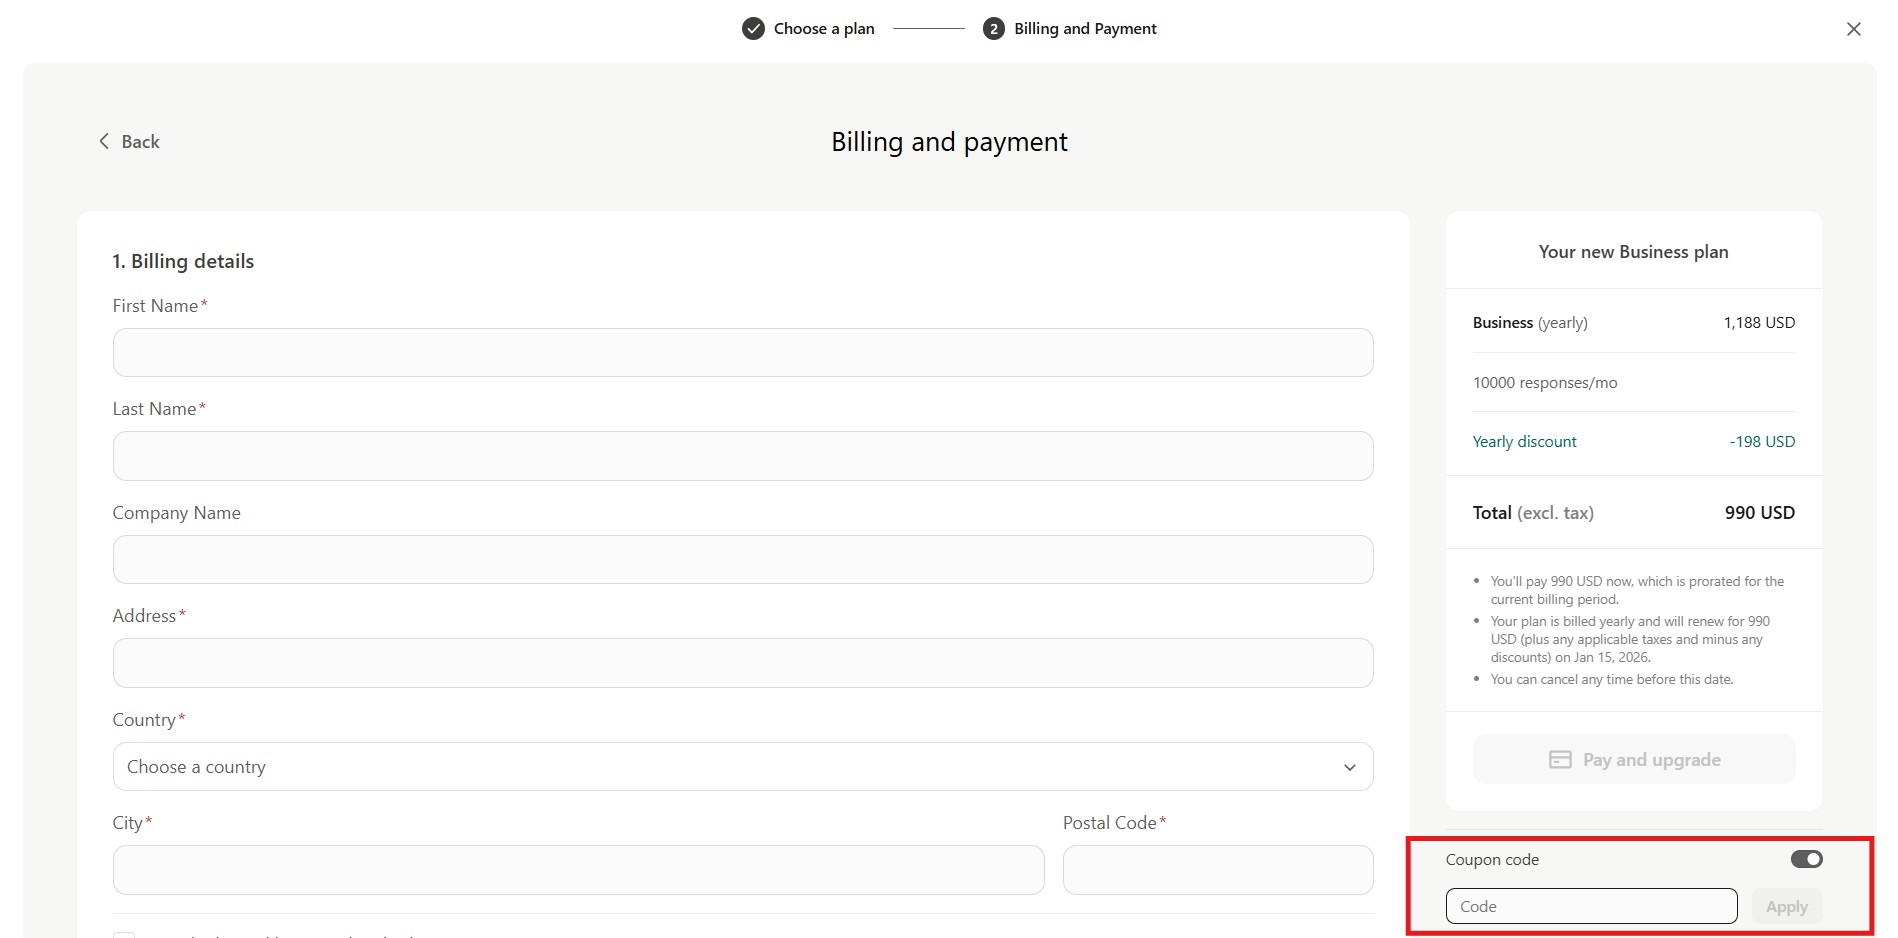 Choose a plan
2 Billing and Payment
Back
Billing and payment
1. Billing details
First Name*
Last Name*
Company Name
Address*
Country*
Choose a country
City*
Postal Code*
Your new Business plan
Business (yearly) 1,188 USD
10000 responses/mo
Yearly discount -198 USD
Total (excl. tax) 990 USD
You'll pay 990 USD now, which is prorated for the
current billing period.
Your plan is billed yearly and will renew for 990
USD (plus any applicable taxes and minus any
discounts) on Jan 15, 2026.
You can cancel any time before this date.
Pay and upgrade
Coupon code
Code
Apply